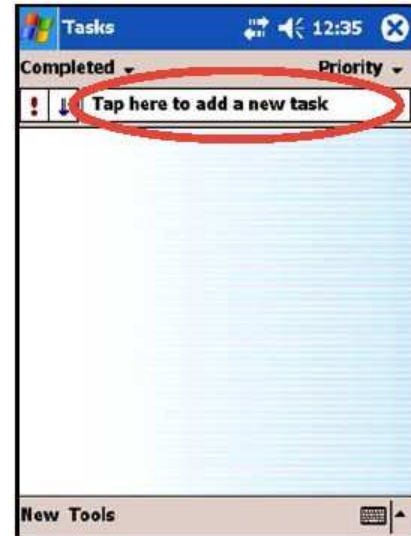 Tasks 12:35
Completed Priority
! Tap here to add a new task
New Tools